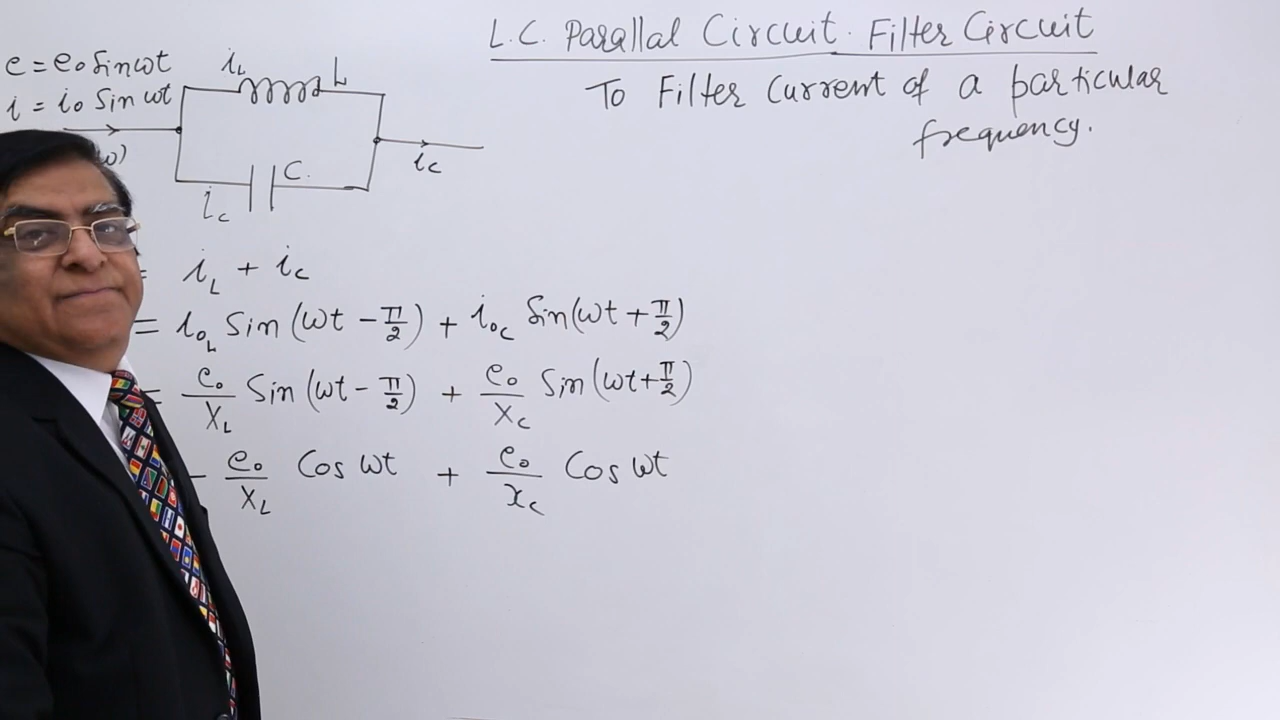 L.C. Parallal Circuit. Filter Circuit
To Filter Current of a particular
frequency.
e = e₀ Sin ωt
i = i₀ Sin ωt
ω)
i_L
L
C.
i_c
i_c
= i_L + i_c
= i₀_L Sin (ωt - π/2) + i₀_c Sin (ωt + π/2)
= e₀/X_L Sin (ωt - π/2) + e₀/X_c Sin (ωt + π/2)
- e₀/X_L Cos ωt + e₀/x_c Cos ωt